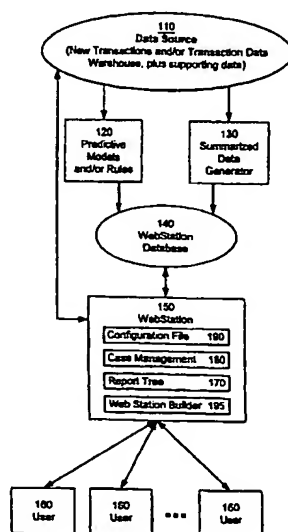 110
Data Source
(New Transactions and/or Transaction Data
Warehouse, plus supporting data)
120
Predictive
Models
and/or Rules
130
Summarized
Data
Generator
140
WebStation
Database
150
WebStation
Configuration File 190
Case Management 180
Report Tree 170
Web Station Builder 195
160
User
160
User
160
User